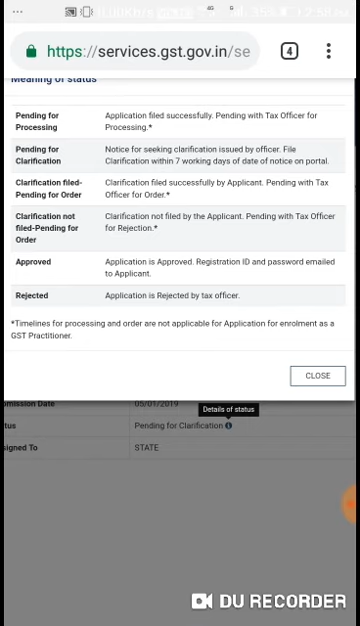 2:58 PM
https://services.gst.gov.in/se
4
Meaning of status
Pending for
Processing
Application filed successfully. Pending with Tax Officer for
Processing.*
Pending for
Clarification
Notice for seeking clarification issued by officer. File
Clarification within 7 working days of date of notice on portal.
Clarification filed-
Pending for Order
Clarification filed successfully by Applicant. Pending with Tax
Officer for Order.*
Clarification not
filed-Pending for
Order
Clarification not filed by the Applicant. Pending with Tax Officer
for Rejection.*
Approved
Application is Approved. Registration ID and password emailed
to Applicant.
Rejected
Application is Rejected by tax officer.
*Timelines for processing and order are not applicable for Application for enrolment as a
GST Practitioner.
CLOSE
omission Date 05/01/2019
Details of status
tus Pending for Clarification
signed To STATE
DU RECORDER